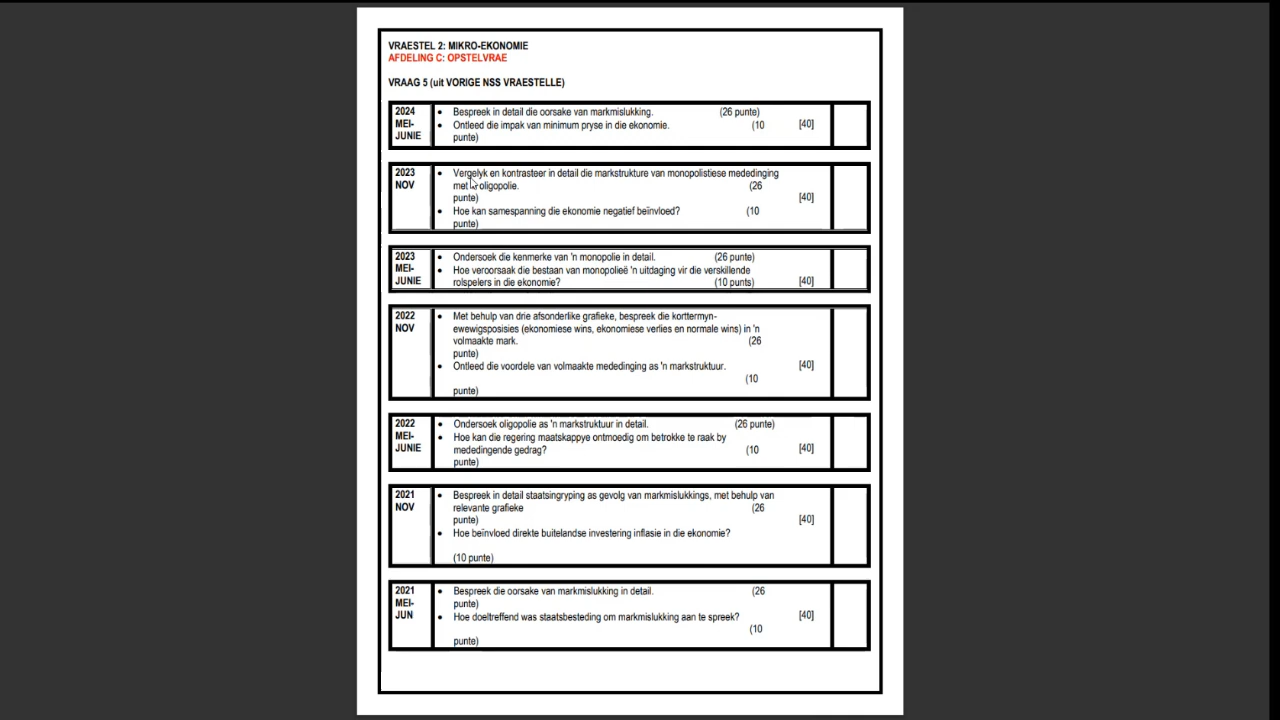 VRAESTEL 2: MIKRO-EKONOMIE
AFDELING C: OPSTELVRAE
VRAAG 5 (uit VORIGE NSS VRAESTELLE)
2024
MEI-
JUNIE
• Bespreek in detail die oorsake van markmislukking. (26 punte)
• Ontleed die impak van minimum pryse in die ekonomie. (10
punte)
[40]
2023
NOV
• Vergelyk en kontrasteer in detail die markstrukture van monopolistiese mededinging
met oligopolie. (26
punte)
• Hoe kan samespanning die ekonomie negatief beïnvloed? (10
punte)
[40]
2023
MEI-
JUNIE
• Ondersoek die kenmerke van 'n monopolie in detail. (26 punte)
• Hoe veroorsaak die bestaan van monopolieë 'n uitdaging vir die verskillende
rolspelers in die ekonomie? (10 punts)
[40]
2022
NOV
• Met behulp van drie afsonderlike grafieke, bespreek die korttermyn-
ewewigsposisies (ekonomiese wins, ekonomiese verlies en normale wins) in 'n
volmaakte mark. (26
punte)
• Ontleed die voordele van volmaakte mededinging as 'n markstruktuur.
(10
punte)
[40]
2022
MEI-
JUNIE
• Ondersoek oligopolie as 'n markstruktuur in detail. (26 punte)
• Hoe kan die regering maatskappye ontmoedig om betrokke te raak by
mededingende gedrag? (10
punte)
[40]
2021
NOV
• Bespreek in detail staatsingryping as gevolg van markmislukkings, met behulp van
relevante grafieke (26
punte)
• Hoe beïnvloed direkte buitelandse investering inflasie in die ekonomie?
(10 punte)
[40]
2021
MEI-
JUN
• Bespreek die oorsake van markmislukking in detail. (26
punte)
• Hoe doeltreffend was staatsbesteding om markmislukking aan te spreek?
(10
punte)
[40]